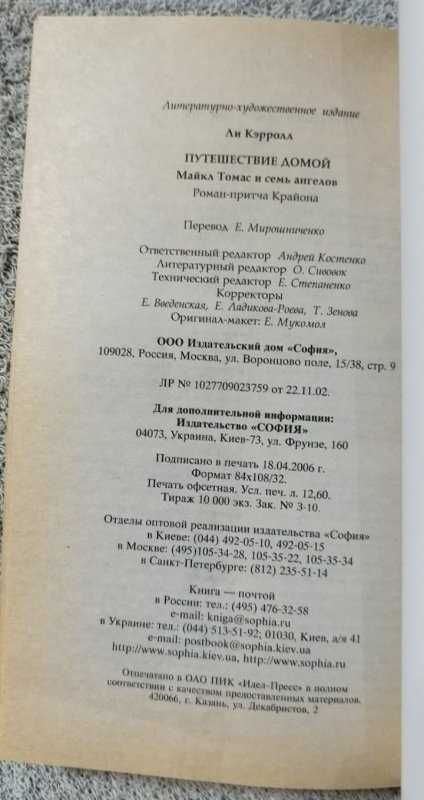 Литературно-художественное издание
Ли Кэрролл
ПУТЕШЕСТВИЕ ДОМОЙ
Майкл Томас и семь ангелов
Роман-притча Крайона
Перевод Е. Мирошниченко
Ответственный редактор Андрей Костенко
Литературный редактор О. Сивовок
Технический редактор Е. Степаненко
Корректоры
Е. Введенская, Е. Ладикова-Роева, Т. Зенова
Оригинал-макет: Е. Мукомол
ООО Издательский дом «София»,
109028, Россия, Москва, ул. Воронцово поле, 15/38, стр. 9
ЛР № 1027709023759 от 22.11.02.
Для дополнительной информации:
Издательство «СОФИЯ»
04073, Украина, Киев-73, ул. Фрунзе, 160
Подписано в печать 18.04.2006 г.
Формат 84х108/32.
Печать офсетная. Усл. печ. л. 12,60.
Тираж 10 000 экз. Зак. № З-10.
Отделы оптовой реализации издательства «София»
в Киеве: (044) 492-05-10, 492-05-15
в Москве: (495)105-34-28, 105-35-22, 105-35-34
в Санкт-Петербурге: (812) 235-51-14
Книга — почтой
в России: тел.: (495) 476-32-58
e-mail: kniga@sophia.ru
в Украине: тел.: (044) 513-51-92; 01030, Киев, а/я 41
e-mail: postbook@sophia.kiev.ua
http://www.sophia.kiev.ua, http://www.sophia.ru
Отпечатано в ОАО ПИК «Идел-Пресс» в полном
соответствии с качеством предоставленных материалов.
420066, г. Казань, ул. Декабристов, 2